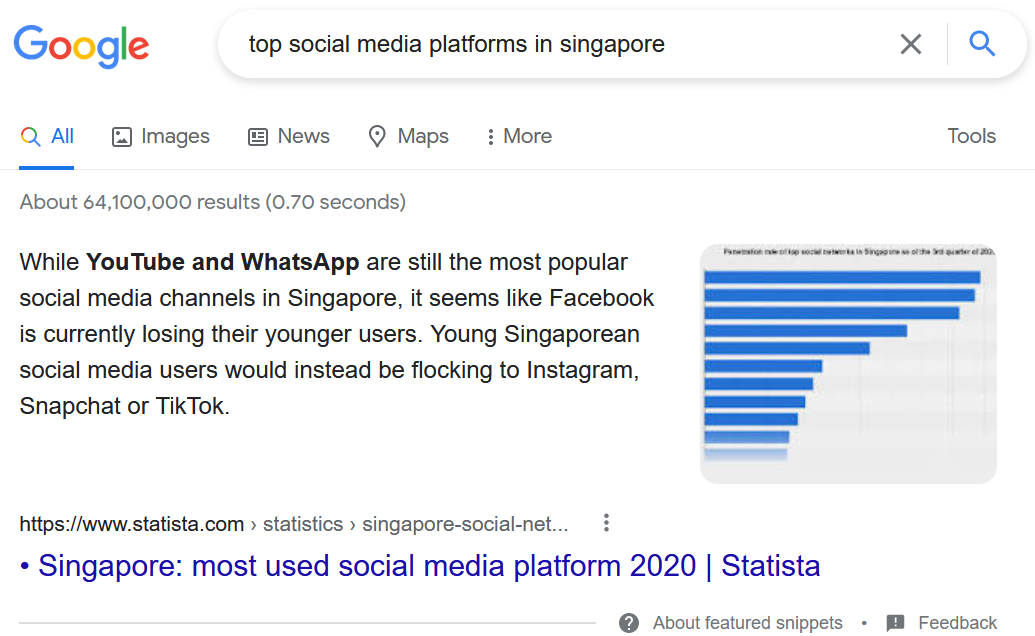 Google
top social media platforms in singapore
All Images News Maps More Tools
About 64,100,000 results (0.70 seconds)
Penetration rate of top social networks in Singapore as of the 3rd quarter of 202
While YouTube and WhatsApp are still the most popular
social media channels in Singapore, it seems like Facebook
is currently losing their younger users. Young Singaporean
social media users would instead be flocking to Instagram,
Snapchat or TikTok.
https://www.statista.com › statistics › singapore-social-net...
• Singapore: most used social media platform 2020 | Statista
About featured snippets • Feedback